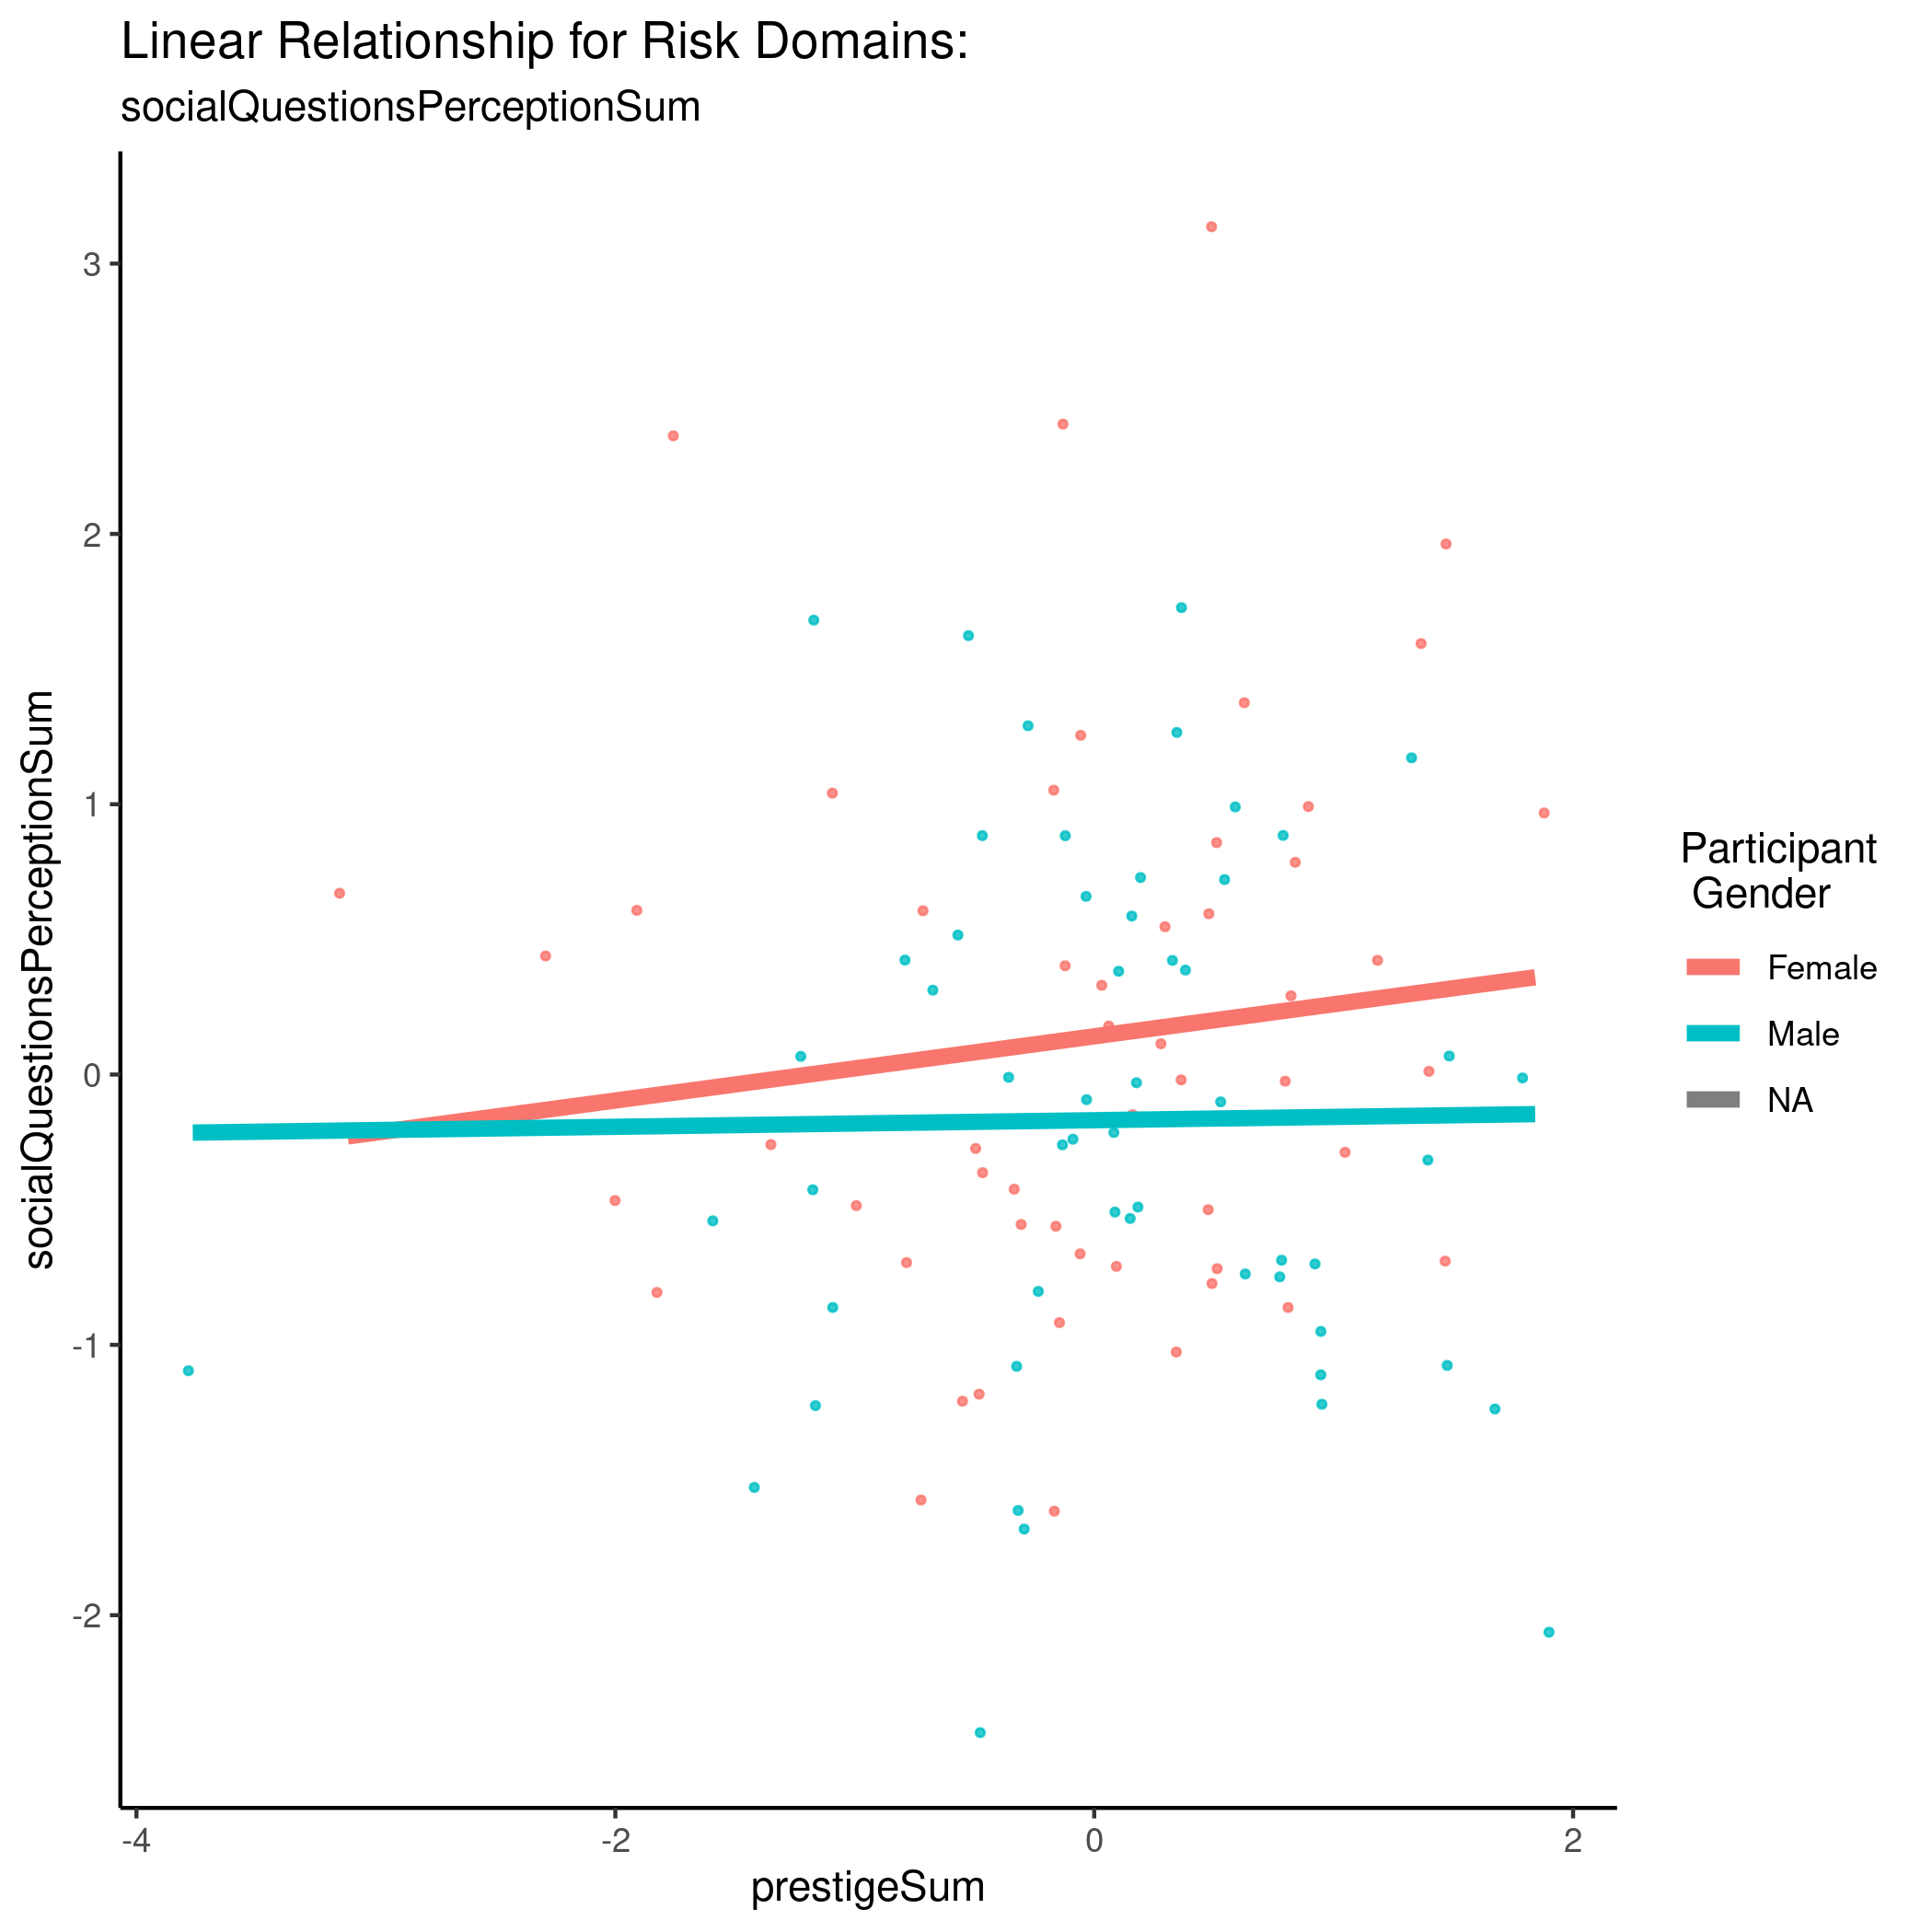 Linear Relationship for Risk Domains:
socialQuestionsPerceptionSum
socialQuestionsPerceptionSum
3
2
1
0
-1
-2
-4
-2
0
2
prestigeSum
Participant
Gender
Female
Male
NA